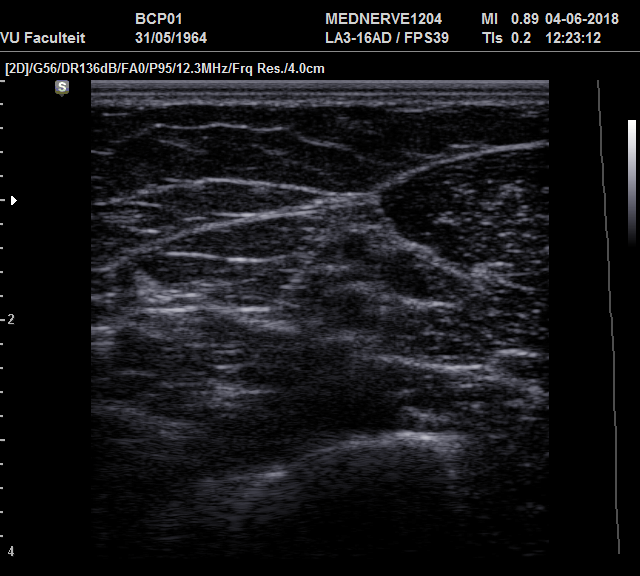 BCP01 MEDNERVE1204 MI 0.89 04-06-2018
VU Faculteit 31/05/1964 LA3-16AD / FPS39 TIs 0.2 12:23:12
[2D]/G56/DR136dB/FA0/P95/12.3MHz/Frq Res./4.0cm
S
2
4